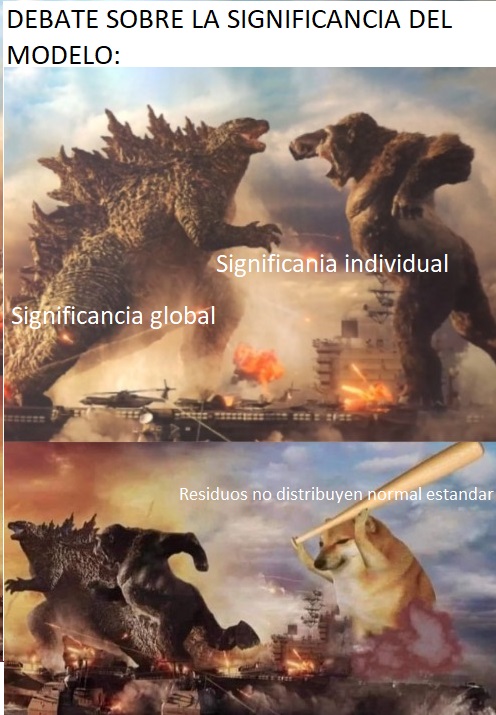 DEBATE SOBRE LA SIGNIFICANCIA DEL
MODELO:
Significania individual
Significancia global
Residuos no distribuyen normal estandar